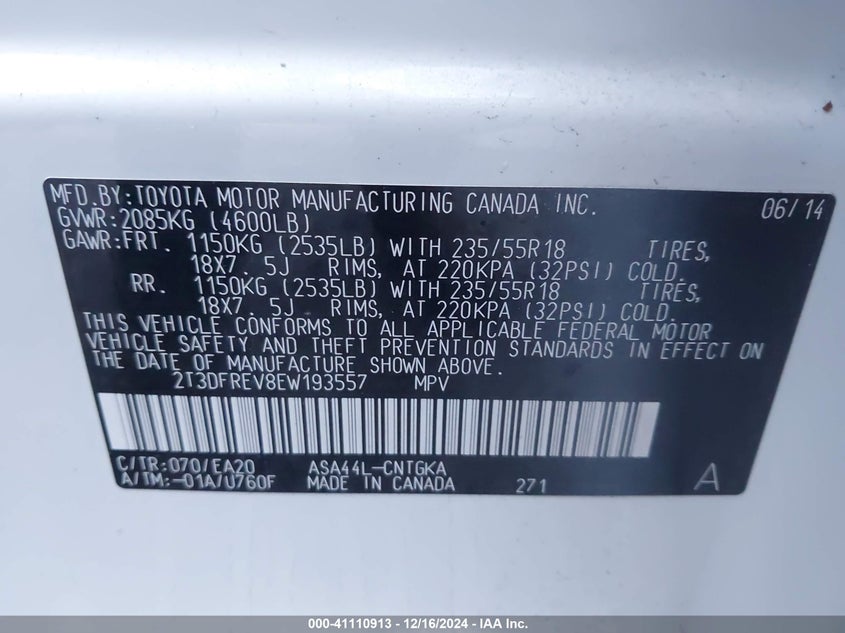 MFD.BY:TOYOTA MOTOR MANUFACTURING CANADA INC. 06/14
GVWR:2085KG (4600LB)
GAWR:FRT. 1150KG (2535LB) WITH 235/55R18 TIRES,
18X7. 5J RIMS, AT 220KPA (32PSI) COLD.
RR. 1150KG (2535LB) WITH 235/55R18 TIRES,
18X7. 5J RIMS, AT 220KPA (32PSI) COLD.
THIS VEHICLE CONFORMS TO ALL APPLICABLE FEDERAL MOTOR
VEHICLE SAFETY AND THEFT PREVENTION STANDARDS IN EFFECT ON
THE DATE OF MANUFACTURE SHOWN ABOVE.
2T3DFREV8EW193557 MPV
C/TR:070/EA20 ASA44L-CNTGKA
A/TM:-01A/U760F MADE IN CANADA 271 A
000-41110913 - 12/16/2024 - IAA Inc.